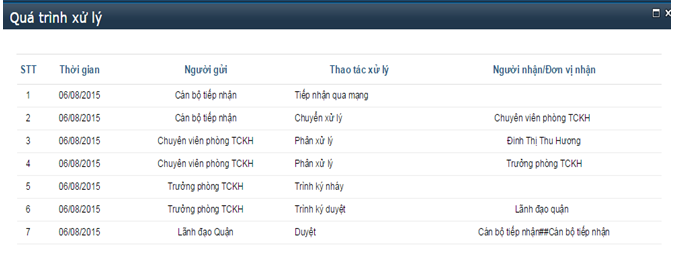 Quá trình xử lý
STT Thời gian Người gửi Thao tác xử lý Người nhận/Đơn vị nhận
1 06/08/2015 Cán bộ tiếp nhận Tiếp nhận qua mạng
2 06/08/2015 Cán bộ tiếp nhận Chuyển xử lý Chuyên viên phòng TCKH
3 06/08/2015 Chuyên viên phòng TCKH Phân xử lý Đinh Thị Thu Hương
4 06/08/2015 Chuyên viên phòng TCKH Phân xử lý Trưởng phòng TCKH
5 06/08/2015 Trưởng phòng TCKH Trình ký nháy
6 06/08/2015 Trưởng phòng TCKH Trình ký duyệt Lãnh đạo quận
7 06/08/2015 Lãnh đạo Quận Duyệt Cán bộ tiếp nhận##Cán bộ tiếp nhận